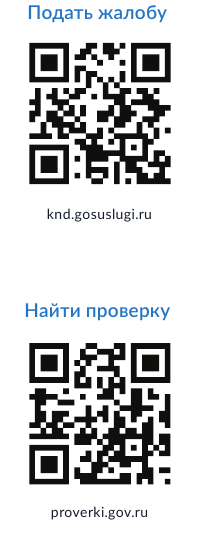 Подать жалобу
knd.gosuslugi.ru
Найти проверку
proverki.gov.ru